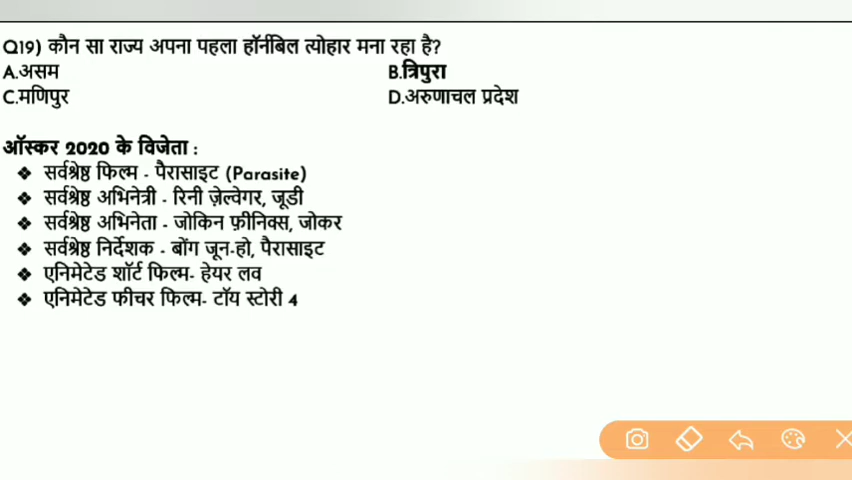 Q19) कौन सा राज्य अपना पहला हॉर्नबिल त्योहार मना रहा है?
A.असम B.त्रिपुरा
C.मणिपुर D.अरुणाचल प्रदेश
ऑस्कर 2020 के विजेता :
❖ सर्वश्रेष्ठ फिल्म - पैरासाइट (Parasite)
❖ सर्वश्रेष्ठ अभिनेत्री - रिनी ज़ेल्वेगर, जूडी
❖ सर्वश्रेष्ठ अभिनेता - जोकिन फ़ीनिक्स, जोकर
❖ सर्वश्रेष्ठ निर्देशक - बोंग जून-हो, पैरासाइट
❖ एनिमेटेड शॉर्ट फिल्म- हेयर लव
❖ एनिमेटेड फीचर फिल्म- टॉय स्टोरी 4